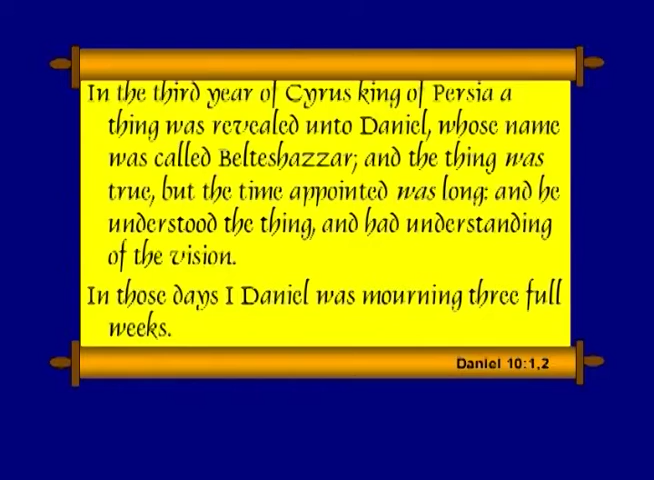 In the third year of Cyrus king of Persia a
thing was revealed unto Daniel, whose name
was called Belteshazzar; and the thing was
true, but the time appointed was long: and he
understood the thing, and had understanding
of the vision.
In those days I Daniel was mourning three full
weeks.
Daniel 10:1,2